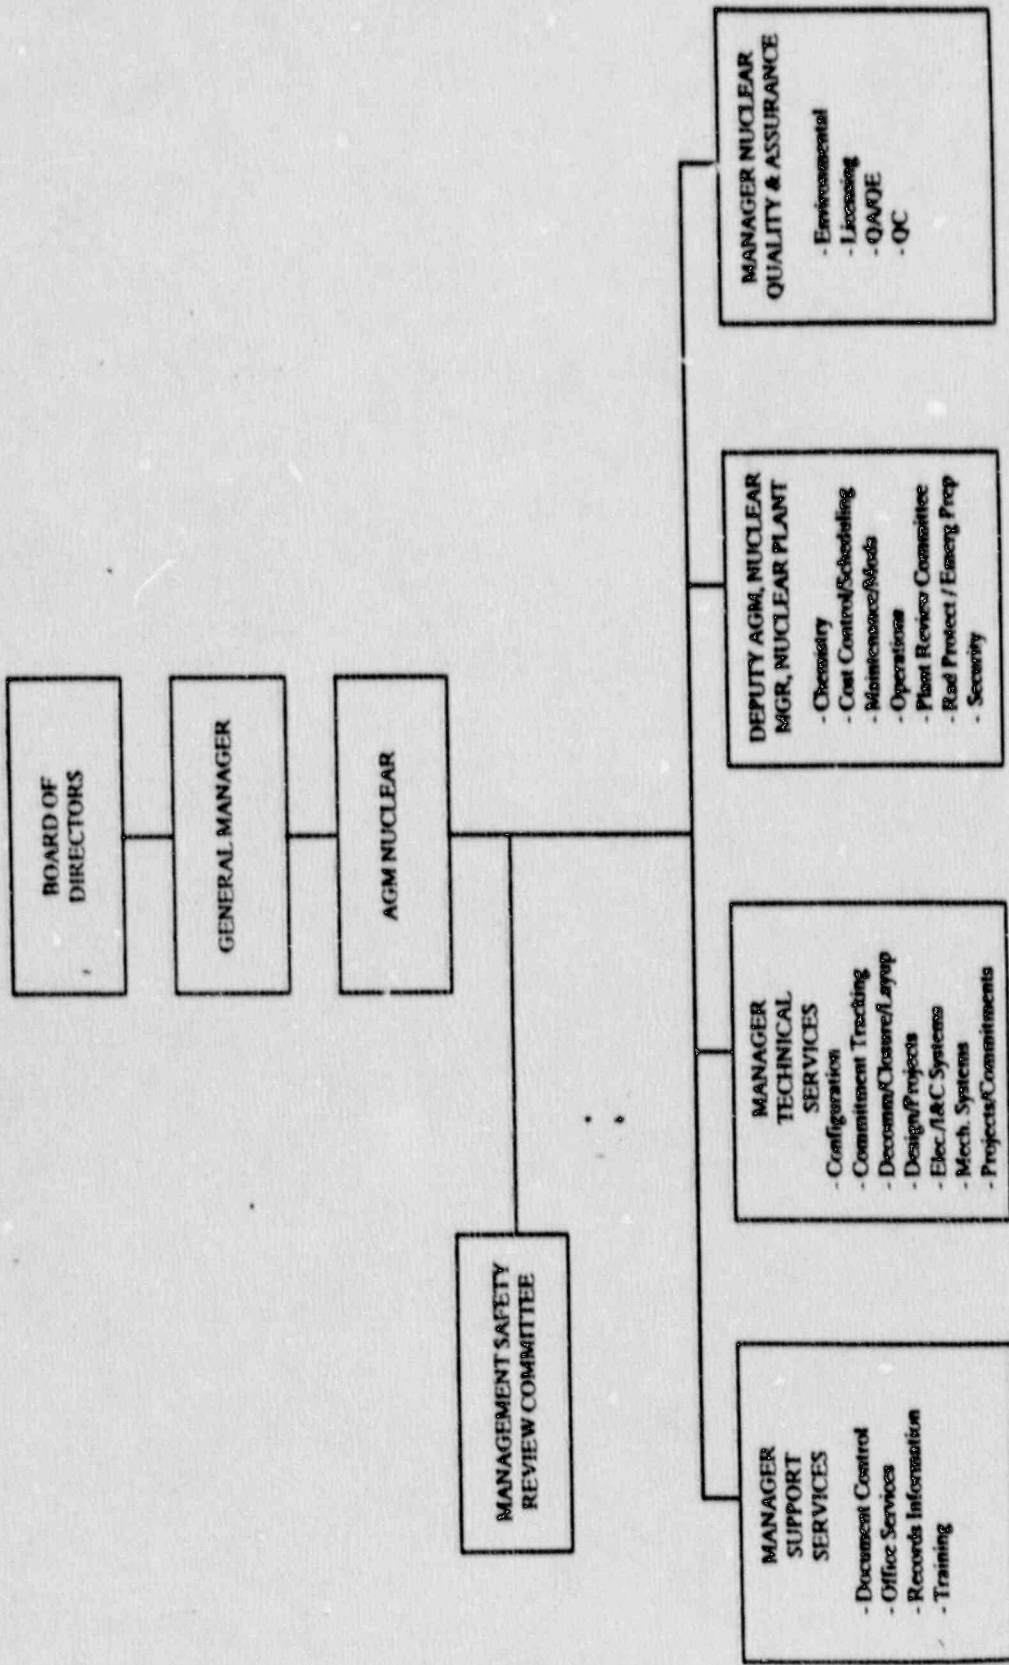 BOARD OF
DIRECTORS
GENERAL MANAGER
AGM NUCLEAR
MANAGEMENT SAFETY
REVIEW COMMITTEE
MANAGER
SUPPORT
SERVICES
- Document Control
- Office Services
- Records Information
- Training
MANAGER
TECHNICAL
SERVICES
- Configuration
- Commitment Tracking
- Decomm/Closure/Layup
- Design/Projects
- Elec./I&C Systems
- Mech. Systems
- Projects/Commitments
DEPUTY AGM, NUCLEAR
MGR, NUCLEAR PLANT
- Chemistry
- Cost Control/Scheduling
- Maintenance/Mods
- Operations
- Plant Review Committee
- Rad Protect / Emerg Prep
- Security
MANAGER NUCLEAR
QUALITY & ASSURANCE
- Environmental
- Licensing
- QA/QE
- QC